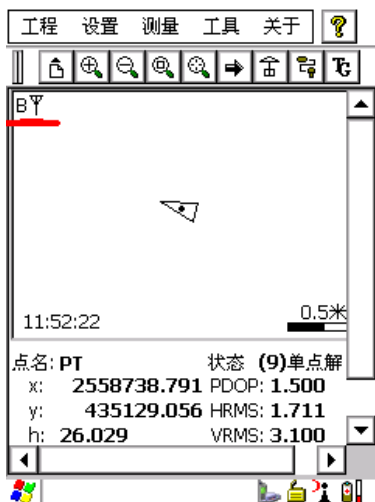 工程 设置 测量 工具 关于 ?
TG
B
11:52:22 0.5米
点名: PT 状态 (9)单点解
x: 2558738.791 PDOP: 1.500
y: 435129.056 HRMS: 1.711
h: 26.029 VRMS: 3.100